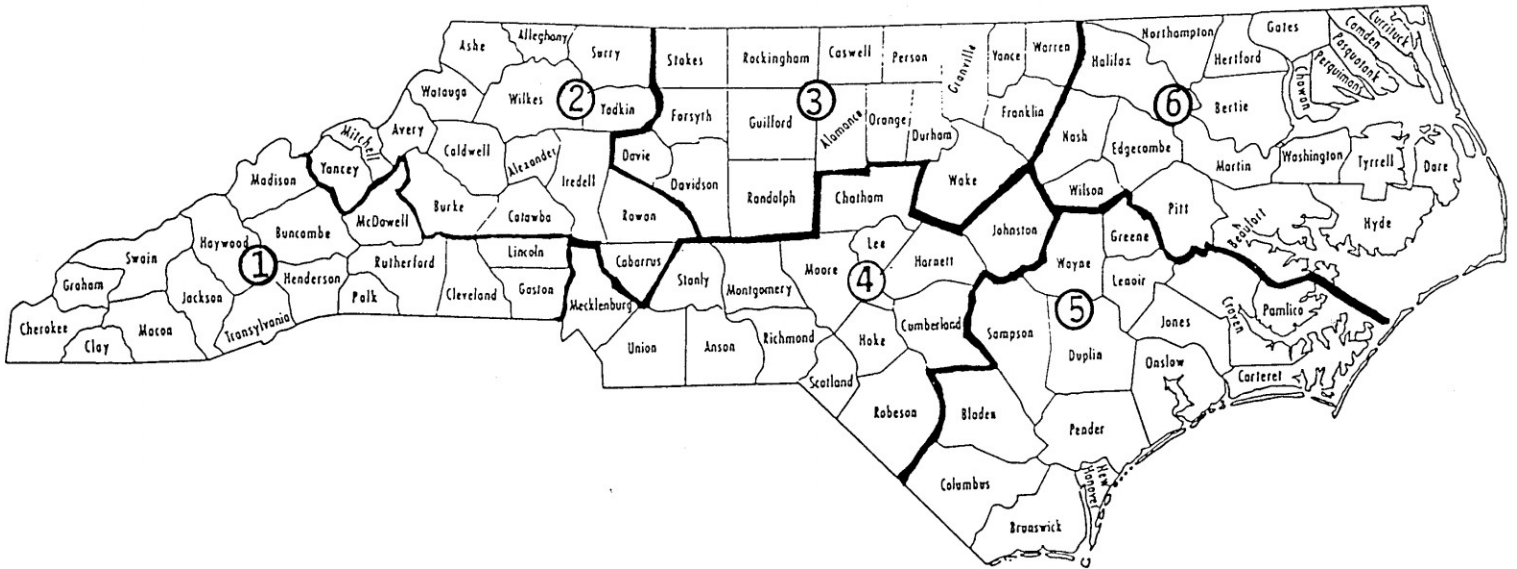 Ashe
Alleghany
Surry
Stokes
Rockingham
Caswell
Person
Granville
Vance
Warren
Halifax
Northampton
Gates
Hertford
Camden
Currituck
Pasquotank
Perquimans
Chowan
Watauga
Wilkes
2
Yadkin
Forsyth
Guilford
3
Alamance
Orange
Durham
Franklin
Nash
6
Bertie
Edgecombe
Mitchell
Avery
Caldwell
Alexander
Iredell
Davie
Davidson
Randolph
Chatham
Wake
Wilson
Martin
Washington
Tyrrell
Dare
Madison
Yancey
McDowell
Burke
Catawba
Rowan
Johnston
Greene
Pitt
Beaufort
Hyde
Swain
Haywood
Buncombe
1
Henderson
Rutherford
Polk
Cleveland
Lincoln
Gaston
Mecklenburg
Cabarrus
Stanly
Montgomery
Moore
Lee
4
Harnett
Wayne
Lenoir
5
Craven
Pamlico
Graham
Jackson
Cherokee
Clay
Macon
Transylvania
Union
Anson
Richmond
Scotland
Hoke
Cumberland
Sampson
Duplin
Jones
Onslow
Carteret
Robeson
Bladen
Pender
Columbus
New
Hanover
Brunswick